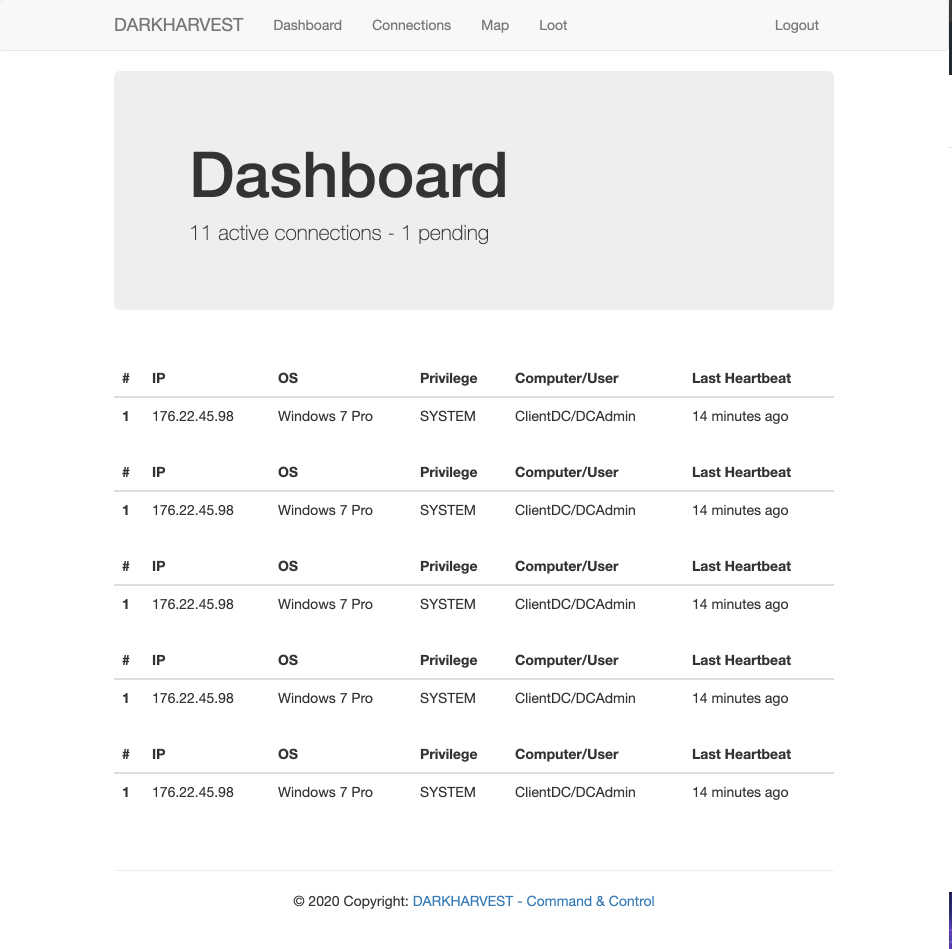 DARKHARVEST Dashboard Connections Map Loot Logout
Dashboard
11 active connections - 1 pending
# IP OS Privilege Computer/User Last Heartbeat
1 176.22.45.98 Windows 7 Pro SYSTEM ClientDC/DCAdmin 14 minutes ago
# IP OS Privilege Computer/User Last Heartbeat
1 176.22.45.98 Windows 7 Pro SYSTEM ClientDC/DCAdmin 14 minutes ago
# IP OS Privilege Computer/User Last Heartbeat
1 176.22.45.98 Windows 7 Pro SYSTEM ClientDC/DCAdmin 14 minutes ago
# IP OS Privilege Computer/User Last Heartbeat
1 176.22.45.98 Windows 7 Pro SYSTEM ClientDC/DCAdmin 14 minutes ago
# IP OS Privilege Computer/User Last Heartbeat
1 176.22.45.98 Windows 7 Pro SYSTEM ClientDC/DCAdmin 14 minutes ago
© 2020 Copyright: DARKHARVEST - Command & Control